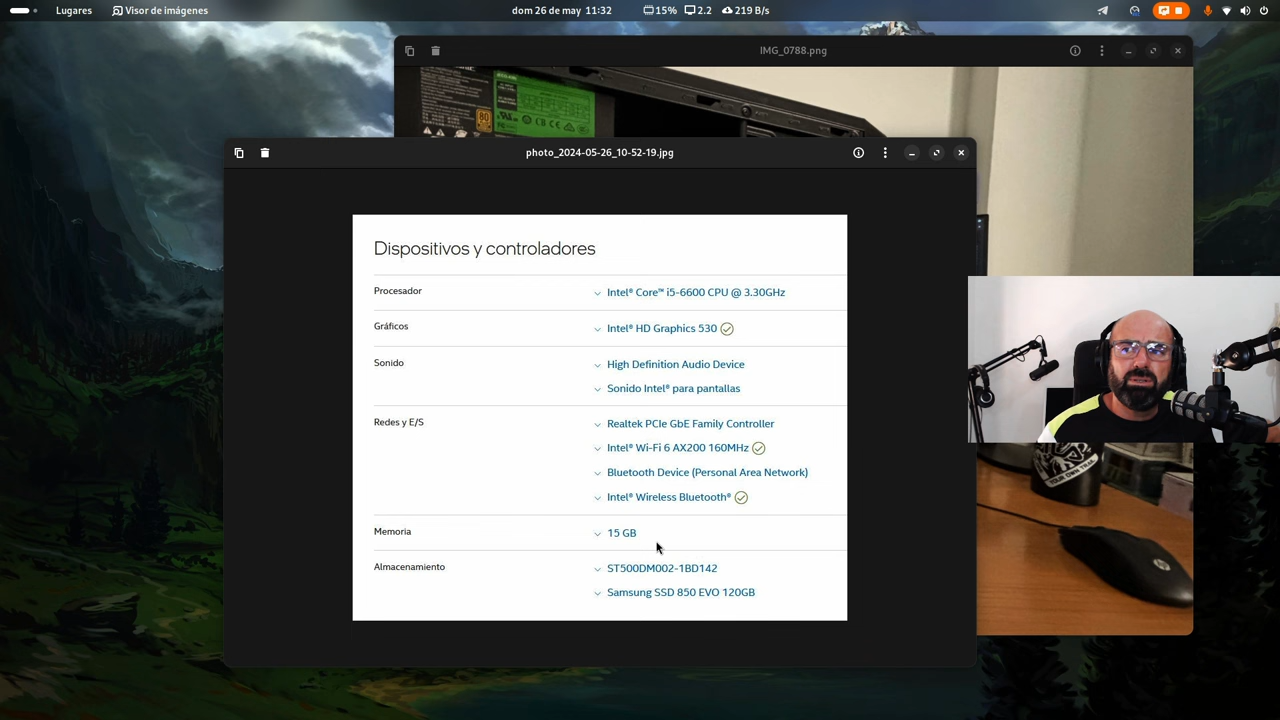 Lugares
Visor de imágenes
dom 26 de may 11:32
15%
2.2
219 B/s
IMG_0788.png
photo_2024-05-26_10-52-19.jpg
Dispositivos y controladores
Procesador
Intel® Core™ i5-6600 CPU @ 3.30GHz
Gráficos
Intel® HD Graphics 530
Sonido
High Definition Audio Device
Sonido Intel® para pantallas
Redes y E/S
Realtek PCIe GbE Family Controller
Intel® Wi-Fi 6 AX200 160MHz
Bluetooth Device (Personal Area Network)
Intel® Wireless Bluetooth®
Memoria
15 GB
Almacenamiento
ST500DM002-1BD142
Samsung SSD 850 EVO 120GB
YOUR OWN